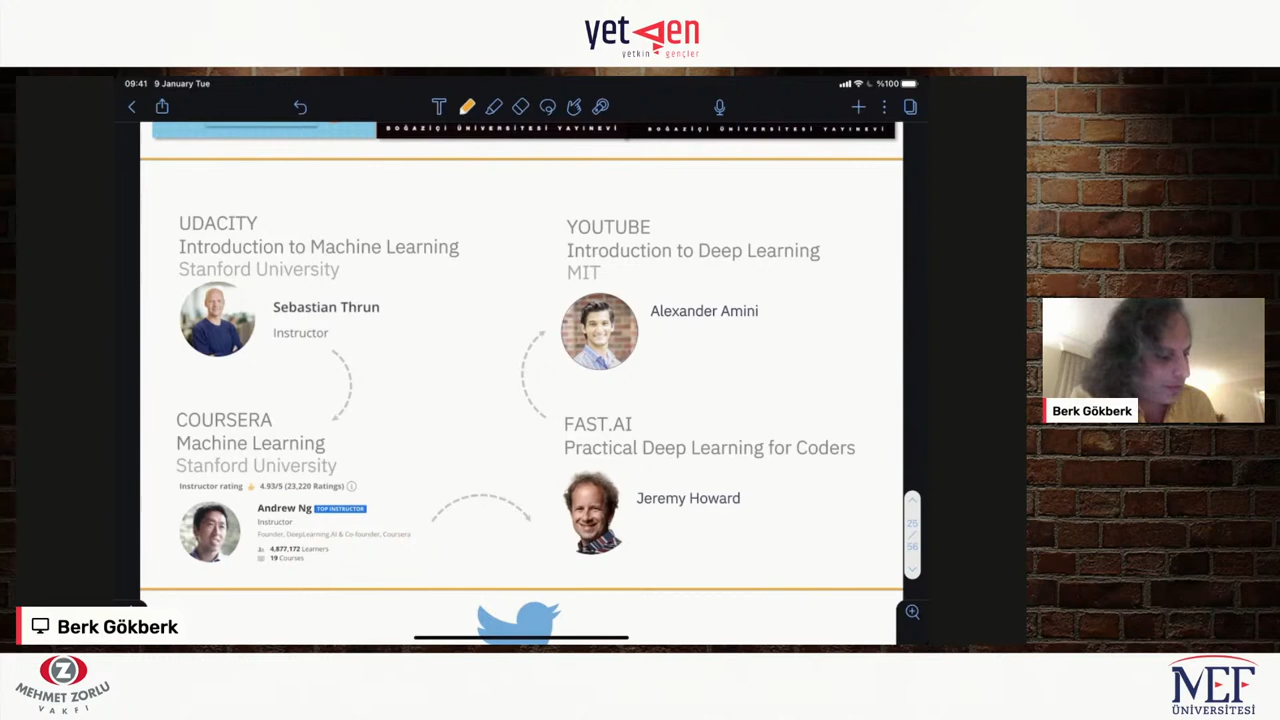 yetgen
yetkin gençler
09:41 9 January Tue
%100
BOĞAZİÇİ ÜNİVERSİTESİ YAYINEVİ
BOĞAZİÇİ ÜNİVERSİTESİ YAYINEVİ
UDACITY
Introduction to Machine Learning
Stanford University
Sebastian Thrun
Instructor
COURSERA
Machine Learning
Stanford University
Instructor rating 4.93/5 (23,220 Ratings)
Andrew Ng TOP INSTRUCTOR
Instructor
Founder, DeepLearning.AI & Co-founder, Coursera
4,877,172 Learners
19 Courses
YOUTUBE
Introduction to Deep Learning
MIT
Alexander Amini
FAST.AI
Practical Deep Learning for Coders
Jeremy Howard
25
/
56
Berk Gökberk
Berk Gökberk
MEHMET ZORLU
VAKFI
MEF
ÜNİVERSİTESİ